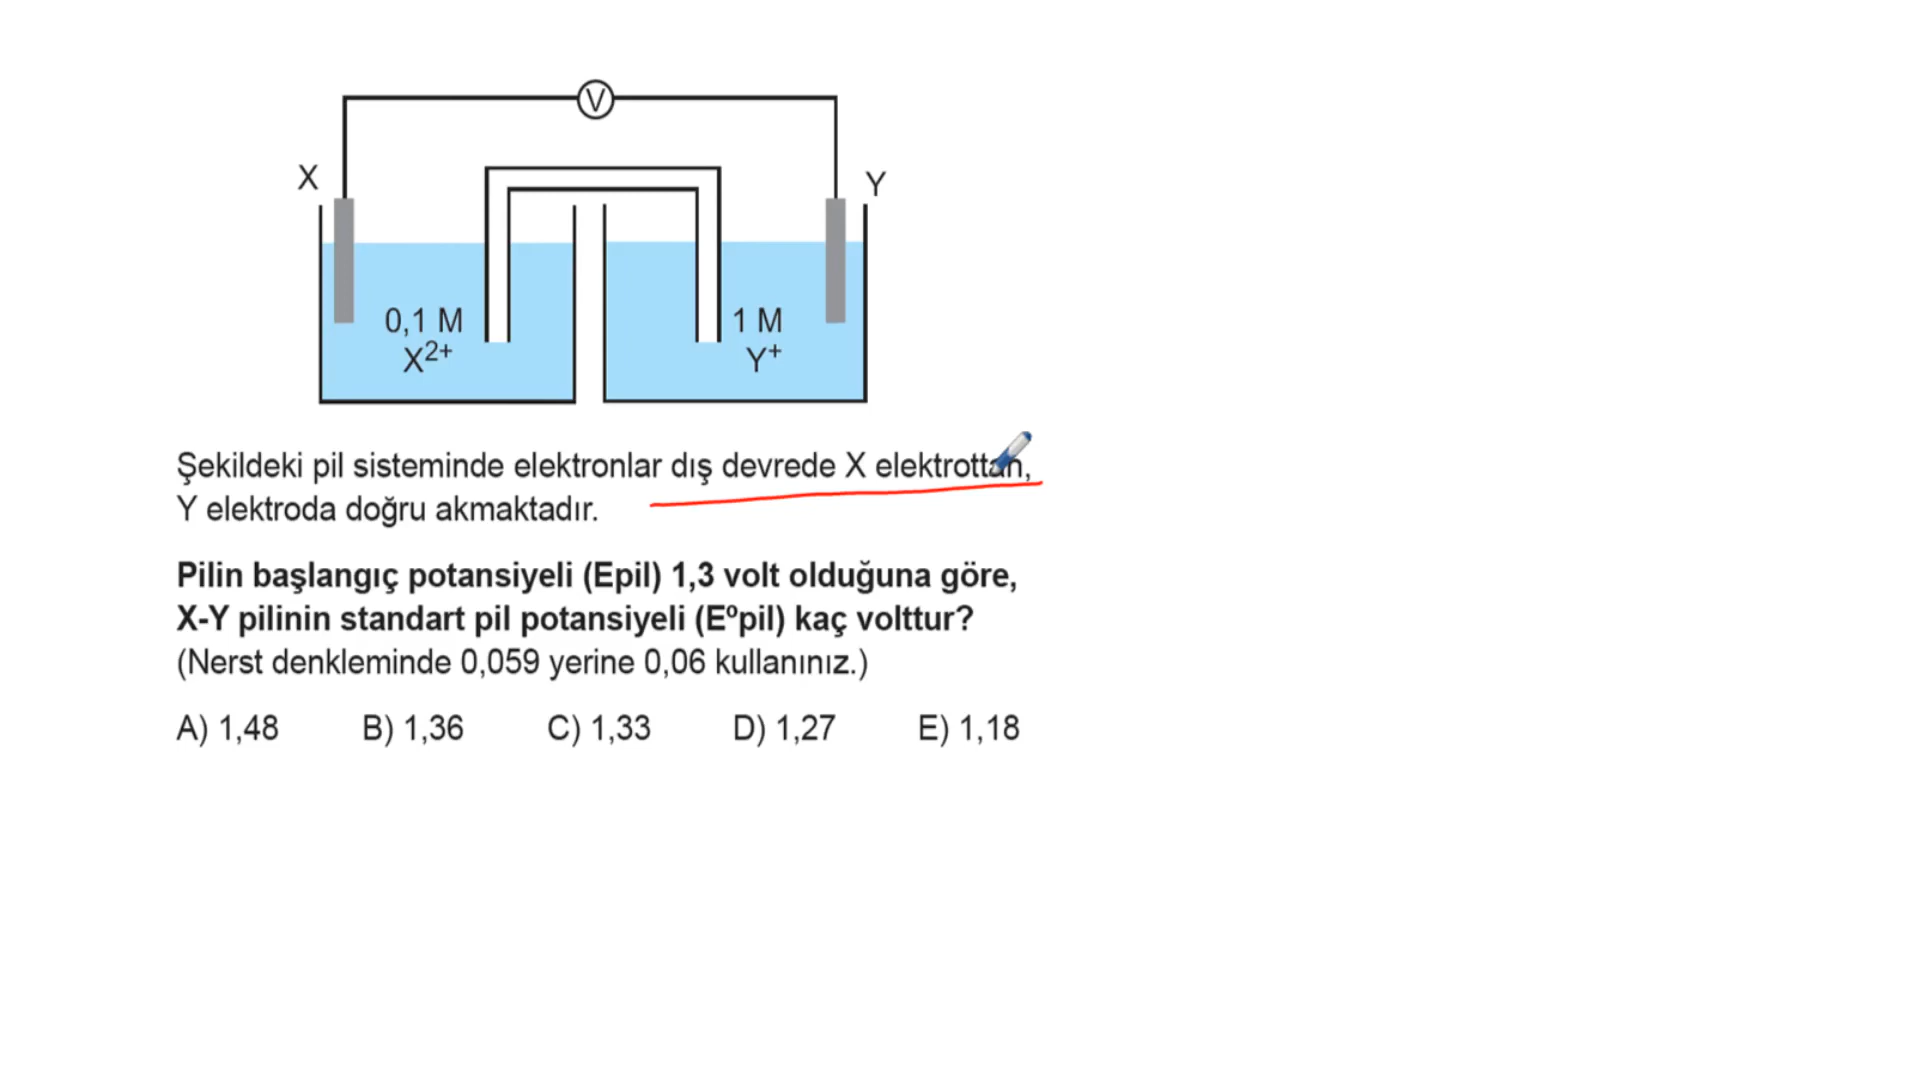 V
X
Y
0,1 M
X²⁺
1 M
Y⁺
Şekildeki pil sisteminde elektronlar dış devrede X elektrottan,
Y elektroda doğru akmaktadır.
Pilin başlangıç potansiyeli (Epil) 1,3 volt olduğuna göre,
X-Y pilinin standart pil potansiyeli (Eºpil) kaç volttur?
(Nerst denkleminde 0,059 yerine 0,06 kullanınız.)
A) 1,48 B) 1,36 C) 1,33 D) 1,27 E) 1,18